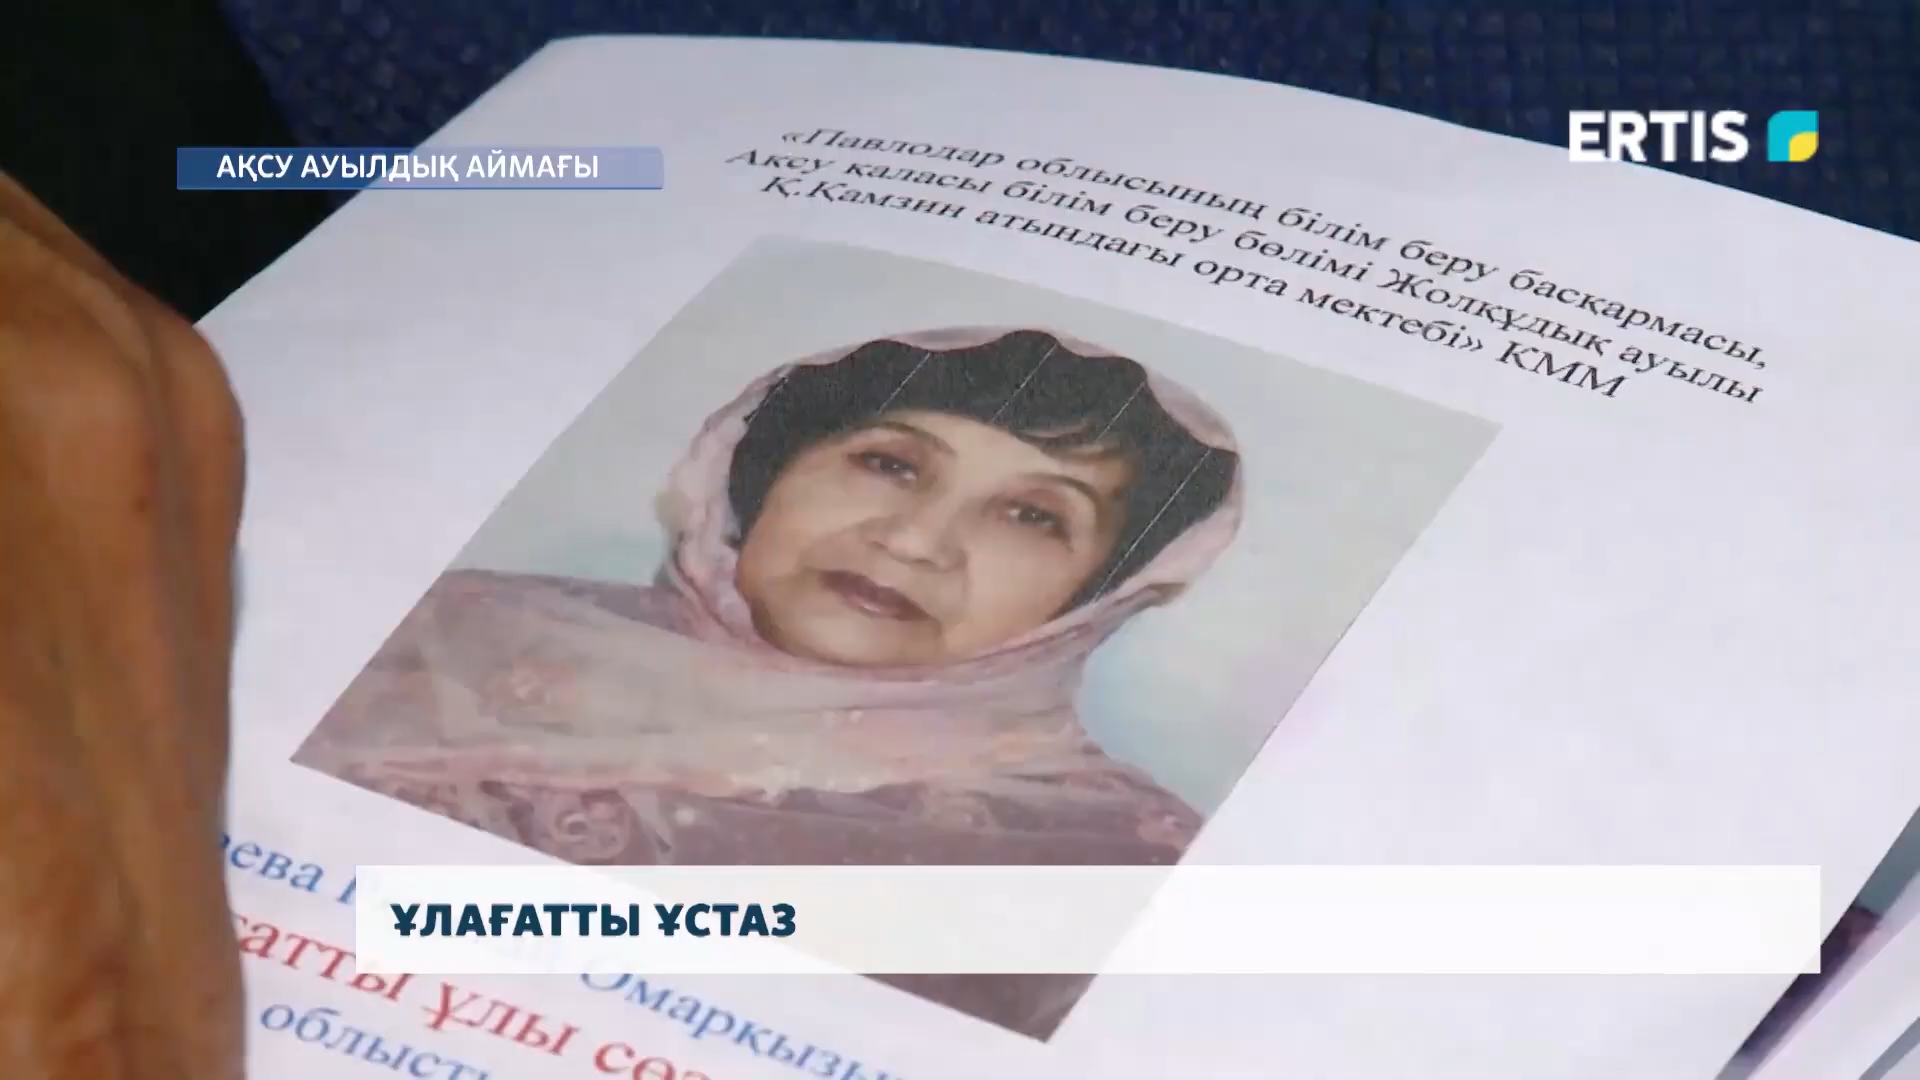 ERTIS
АҚСУ АУЫЛДЫҚ АЙМАҒЫ
«Павлодар облысының білім беру басқармасы,
Ақсу қаласы білім беру бөлімі Жолқұдық ауылы
Қ.Қамзин атындағы орта мектебі» КММ
ҰЛАҒАТТЫ ҰСТАЗ
Омарқызы
ұлы